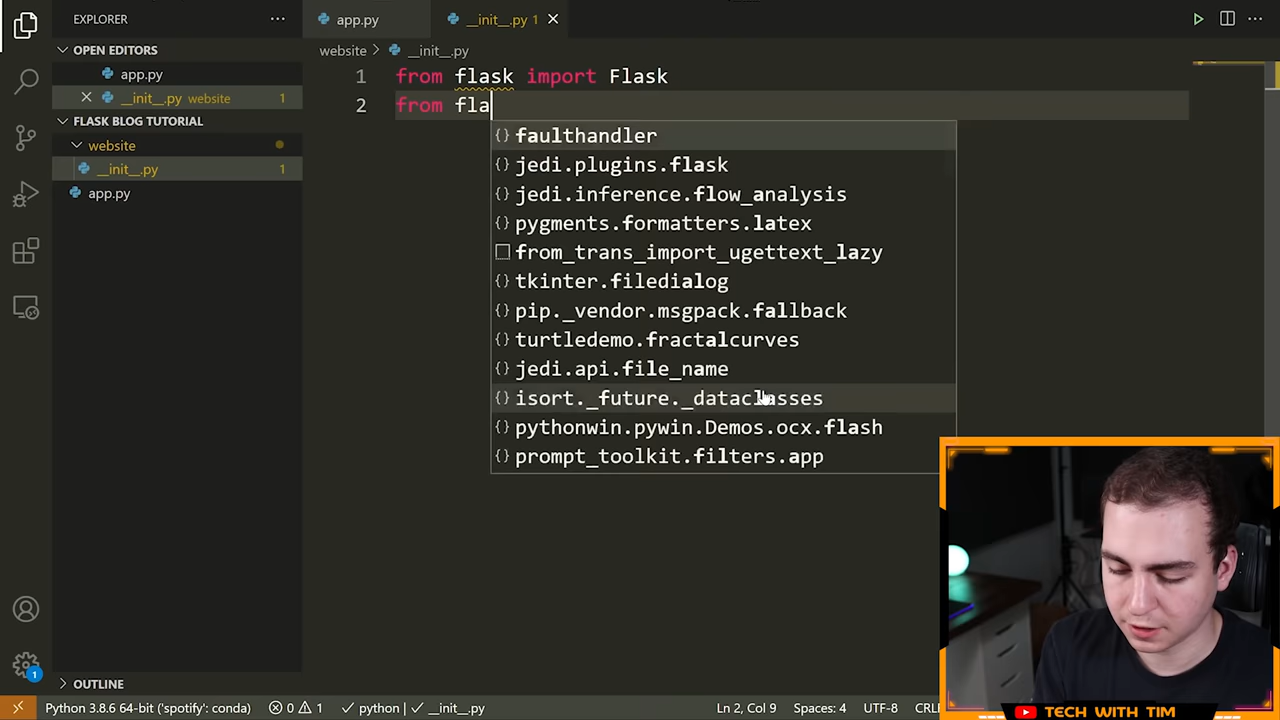 EXPLORER
OPEN EDITORS
app.py
__init__.py website 1
FLASK BLOG TUTORIAL
website
__init__.py 1
app.py
OUTLINE
app.py
__init__.py 1
website > __init__.py
1 from flask import Flask
2 from fla
faulthandler
jedi.plugins.flask
jedi.inference.flow_analysis
pygments.formatters.latex
from_trans_import_ugettext_lazy
tkinter.filedialog
pip._vendor.msgpack.fallback
turtledemo.fractalcurves
jedi.api.file_name
isort._future._dataclasses
pythonwin.pywin.Demos.ocx.flash
prompt_toolkit.filters.app
1
Python 3.8.6 64-bit ('spotify': conda) 0 1 python | __init__.py Ln 2, Col 9 Spaces: 4 UTF-8
TECH WITH TIM